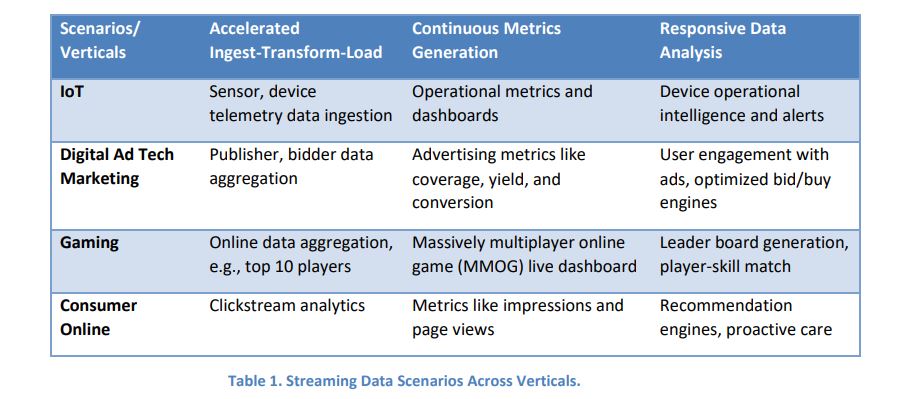 Scenarios/
Verticals
Accelerated
Ingest-Transform-Load
Continuous Metrics
Generation
Responsive Data
Analysis
IoT
Sensor, device
telemetry data ingestion
Operational metrics and
dashboards
Device operational
intelligence and alerts
Digital Ad Tech
Marketing
Publisher, bidder data
aggregation
Advertising metrics like
coverage, yield, and
conversion
User engagement with
ads, optimized bid/buy
engines
Gaming
Online data aggregation,
e.g., top 10 players
Massively multiplayer online
game (MMOG) live dashboard
Leader board generation,
player-skill match
Consumer
Online
Clickstream analytics
Metrics like impressions and
page views
Recommendation
engines, proactive care
Table 1. Streaming Data Scenarios Across Verticals.